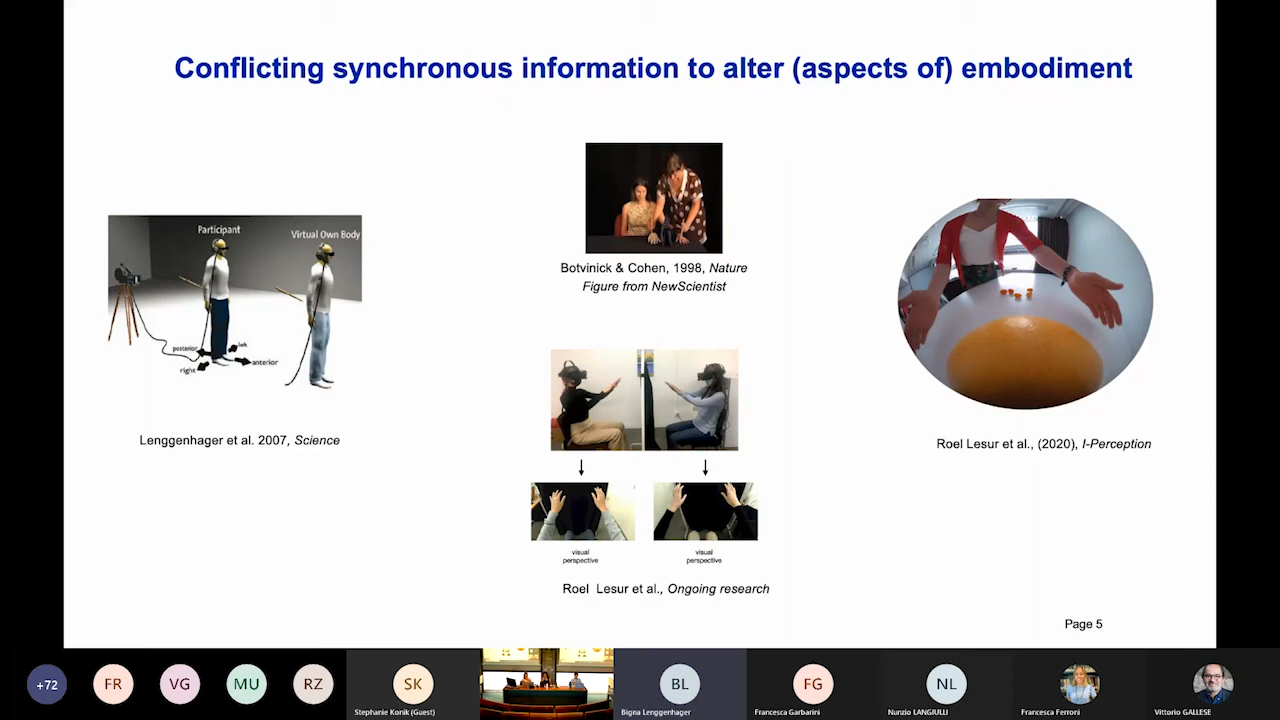 Conflicting synchronous information to alter (aspects of) embodiment
Participant
Virtual Own Body
posterior
left
right
anterior
Lenggenhager et al. 2007, Science
Botvinick & Cohen, 1998, Nature
Figure from NewScientist
visual
perspective
visual
perspective
Roel Lesur et al., Ongoing research
Roel Lesur et al., (2020), I-Perception
Page 5
+72
FR
VG
MU
RZ
SK
Stephanie Konik (Guest)
BL
Bigna Lenggenhager
FG
Francesca Garbarini
NL
Nunzio LANGIULLI
Francesca Ferroni
Vittorio GALLESE